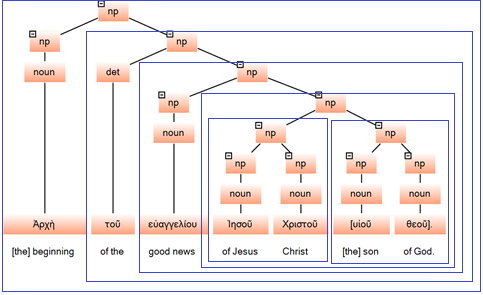 np
np np
noun det np
np np
noun np np
np np np np
noun noun noun noun
Ἀρχὴ τοῦ εὐαγγελίου Ἰησοῦ Χριστοῦ [υἱοῦ θεοῦ].
[the] beginning of the good news of Jesus Christ [the] son of God.